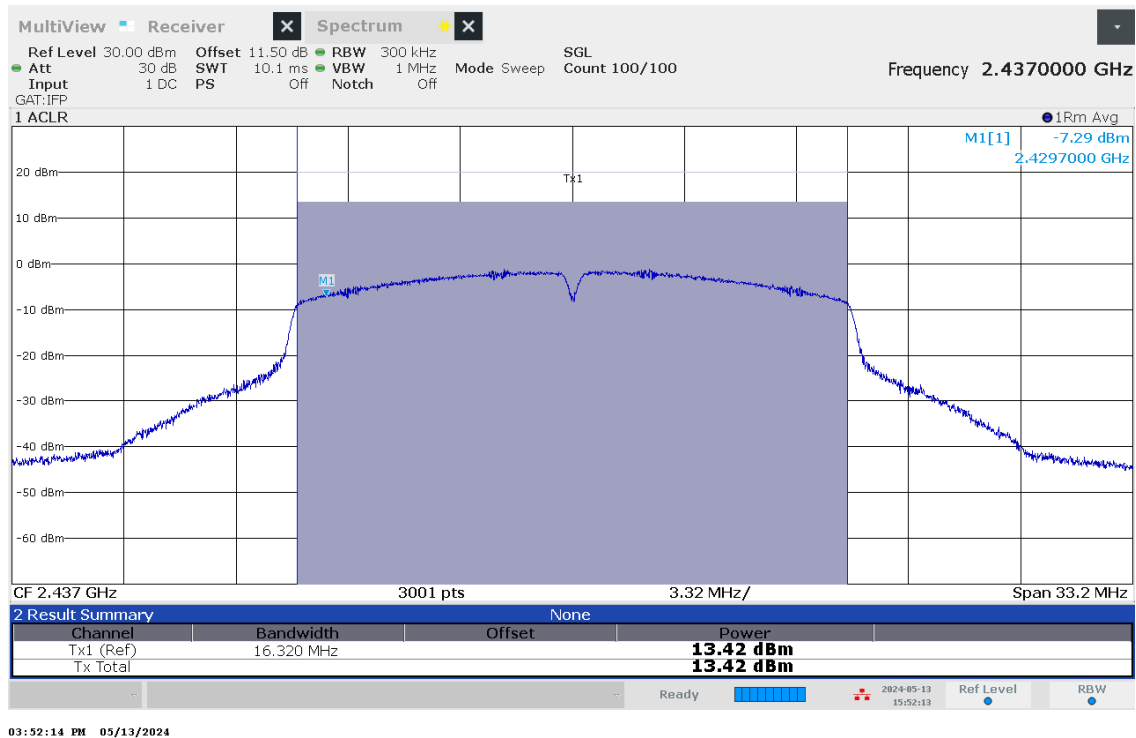 MultiView Receiver Spectrum
Ref Level 30.00 dBm Offset 11.50 dB RBW 300 kHz SGL
Att 30 dB SWT 10.1 ms VBW 1 MHz Mode Sweep Count 100/100 Frequency 2.4370000 GHz
Input 1 DC PS Off Notch Off
GAT:IFP
1 ACLR 1Rm Avg
M1[1] -7.29 dBm
2.4297000 GHz
20 dBm
Tx1
10 dBm
0 dBm
M1
-10 dBm
-20 dBm
-30 dBm
-40 dBm
-50 dBm
-60 dBm
CF 2.437 GHz 3001 pts 3.32 MHz/ Span 33.2 MHz
2 Result Summary None
Channel Bandwidth Offset Power
Tx1 (Ref) 16.320 MHz 13.42 dBm
Tx Total 13.42 dBm
Ready 2024-05-13 Ref Level RBW
15:52:13
03:52:14 PM 05/13/2024